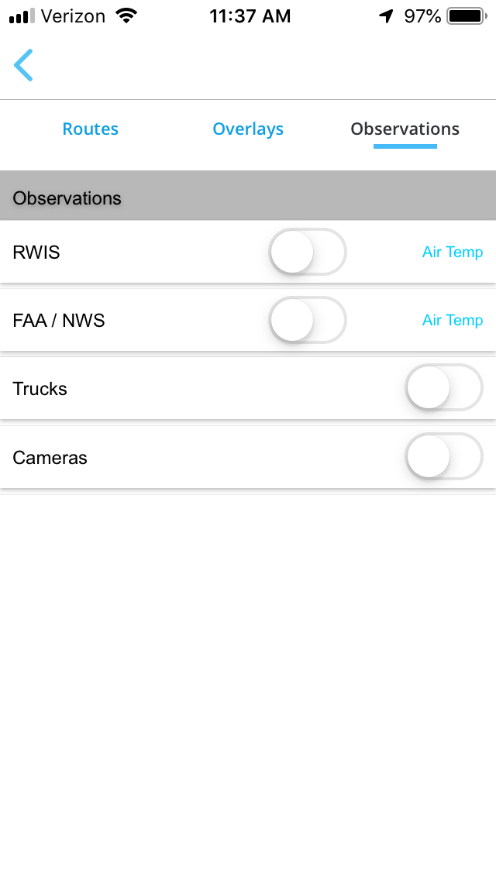 Verizon 11:37 AM 97%
Routes Overlays Observations
Observations
RWIS Air Temp
FAA / NWS Air Temp
Trucks
Cameras